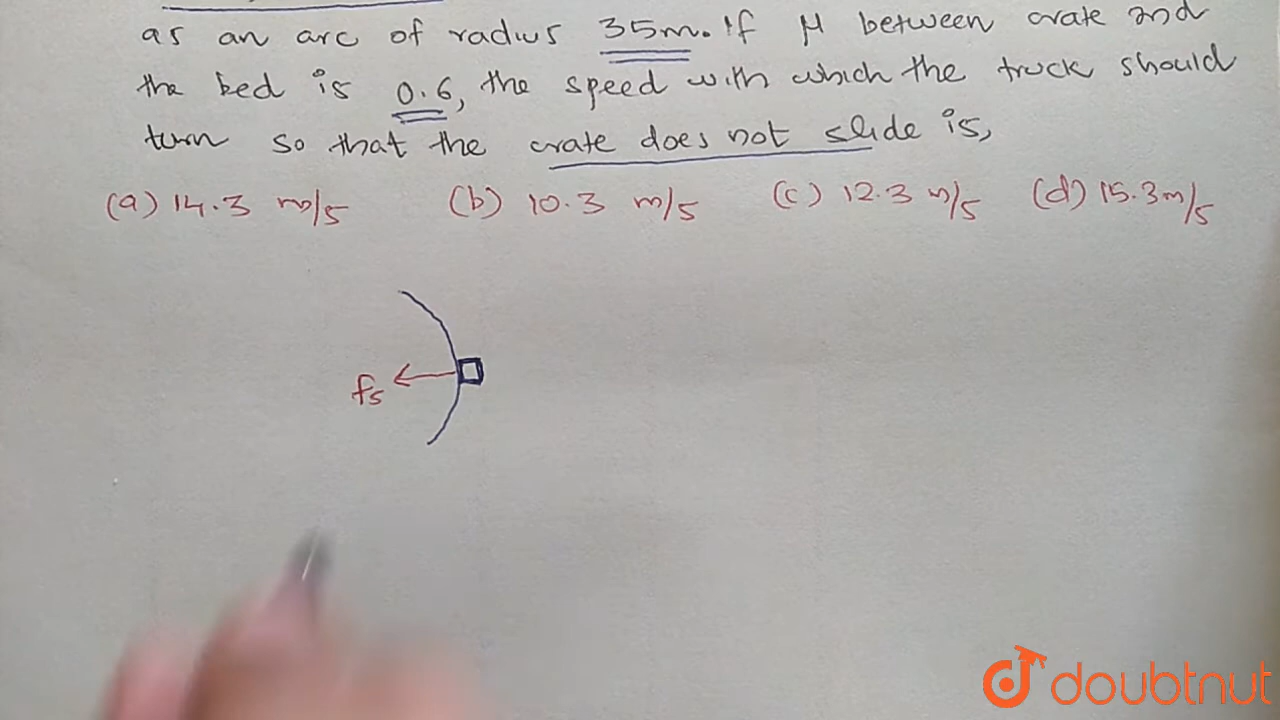 as an arc of radius 35m. If μ between crate and
the bed is 0.6, the speed with which the truck should
turn so that the crate does not slide is,
(a) 14.3 m/s (b) 10.3 m/s (c) 12.3 m/s (d) 15.3 m/s
fs
doubtnut